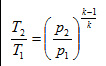 T₂/T₁ = (p₂/p₁)^((k−1)/k)